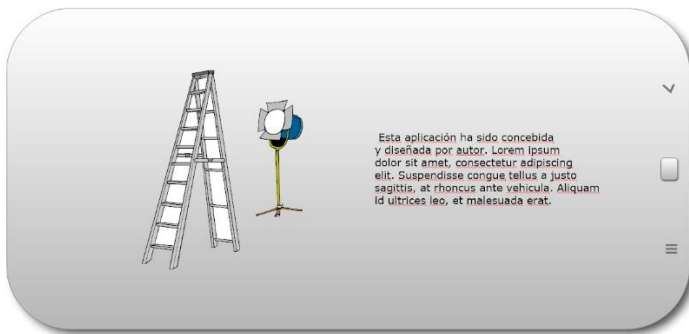 Esta aplicación ha sido concebida
y diseñada por autor. Lorem ipsum
dolor sit amet, consectetur adipiscing
elit. Suspendisse congue tellus a justo
sagittis, at rhoncus ante vehicula. Aliquam
id ultrices leo, et malesuada erat.